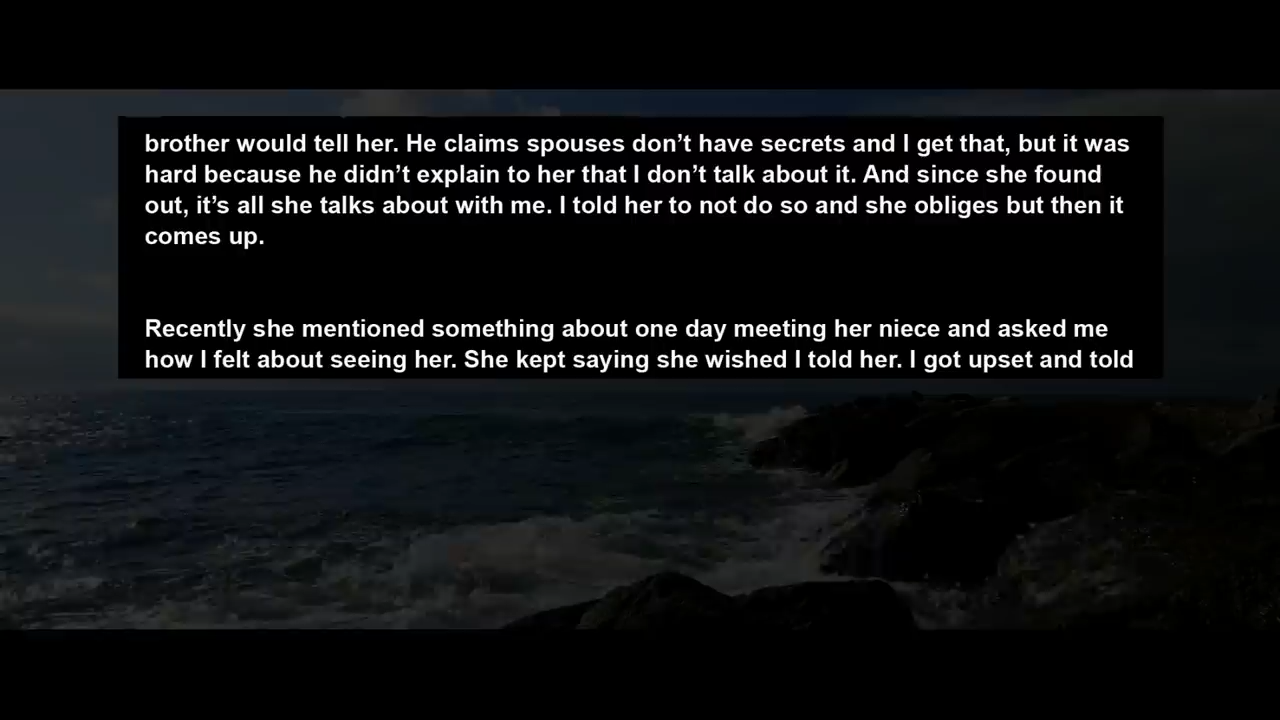 brother would tell her. He claims spouses don’t have secrets and I get that, but it was
hard because he didn’t explain to her that I don’t talk about it. And since she found
out, it’s all she talks about with me. I told her to not do so and she obliges but then it
comes up.
Recently she mentioned something about one day meeting her niece and asked me
how I felt about seeing her. She kept saying she wished I told her. I got upset and told